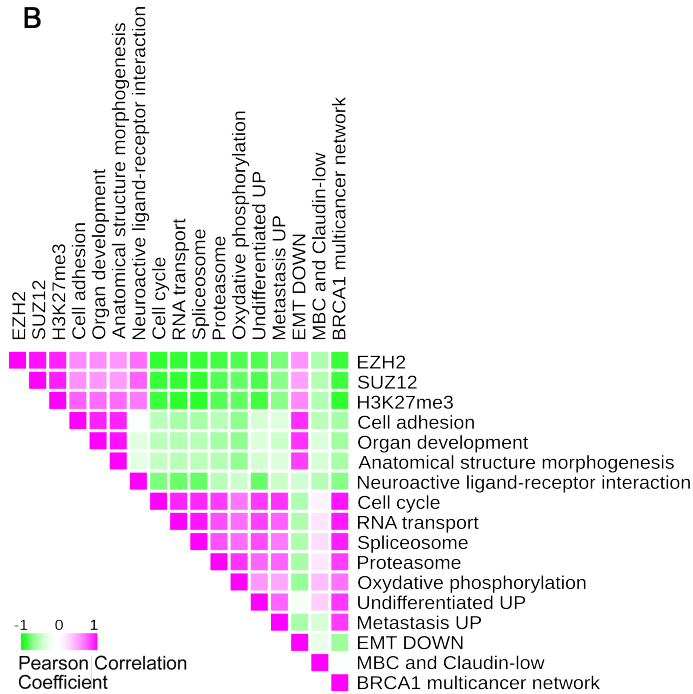 B
EZH2
SUZ12
H3K27me3
Cell adhesion
Organ development
Anatomical structure morphogenesis
Neuroactive ligand-receptor interaction
Cell cycle
RNA transport
Spliceosome
Proteasome
Oxydative phosphorylation
Undifferentiated UP
Metastasis UP
EMT DOWN
MBC and Claudin-low
BRCA1 multicancer network
EZH2
SUZ12
H3K27me3
Cell adhesion
Organ development
Anatomical structure morphogenesis
Neuroactive ligand-receptor interaction
Cell cycle
RNA transport
Spliceosome
Proteasome
Oxydative phosphorylation
Undifferentiated UP
Metastasis UP
EMT DOWN
MBC and Claudin-low
BRCA1 multicancer network
-1 0 1
Pearson Correlation
Coefficient